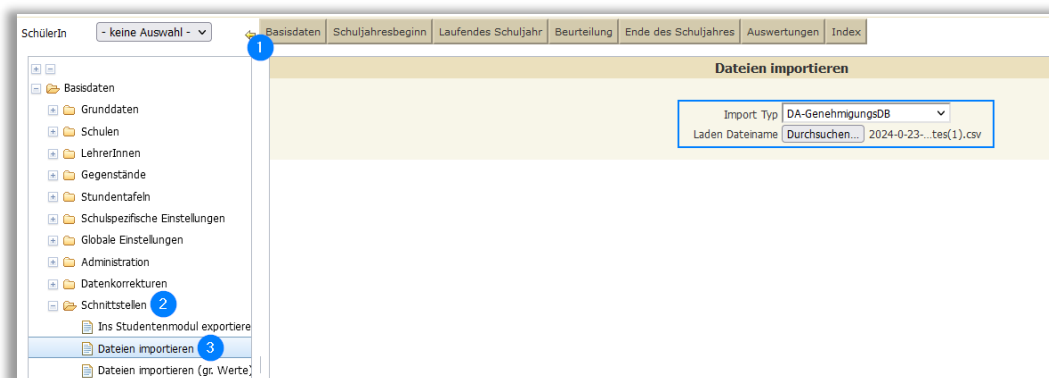 SchülerIn - keine Auswahl - Basisdaten Schuljahresbeginn Laufendes Schuljahr Beurteilung Ende des Schuljahres Auswertungen Index
1
Dateien importieren
Basisdaten
Grunddaten
Schulen
LehrerInnen
Gegenstände
Stundentafeln
Schulspezifische Einstellungen
Globale Einstellungen
Administration
Datenkorrekturen
Schnittstellen 2
Ins Studentenmodul exportiere
Dateien importieren 3
Dateien importieren (gr. Werte)
Import Typ DA-GenehmigungsDB
Laden Dateiname Durchsuchen... 2024-0-23-...tes(1).csv